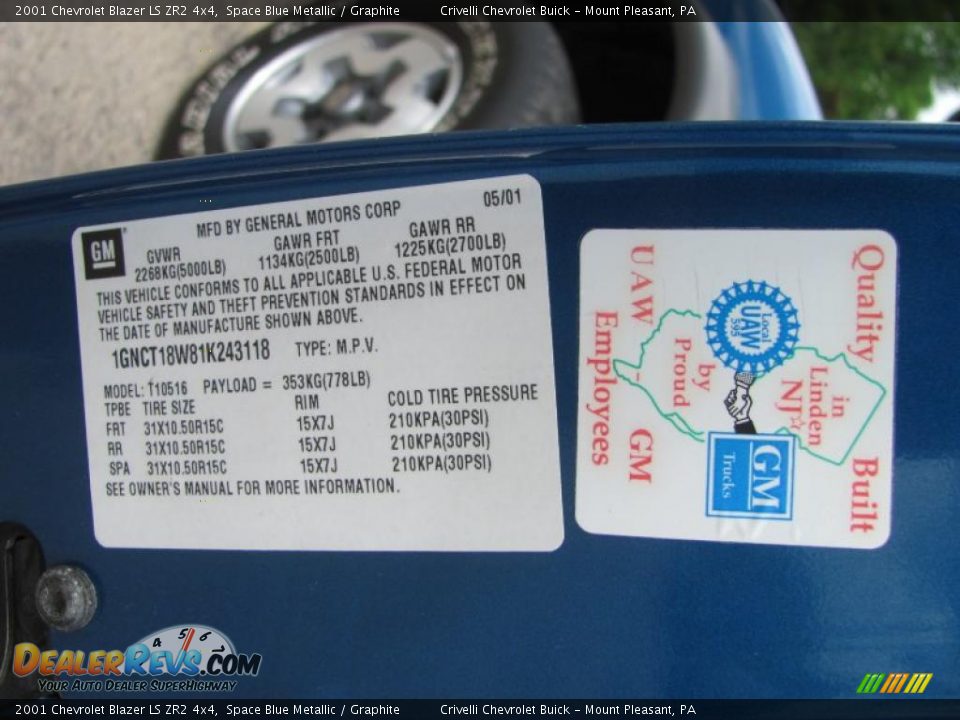 2001 Chevrolet Blazer LS ZR2 4x4, Space Blue Metallic / Graphite Crivelli Chevrolet Buick - Mount Pleasant, PA
GM
MFD BY GENERAL MOTORS CORP 05/01
GVWR GAWR FRT GAWR RR
2268KG(5000LB) 1134KG(2500LB) 1225KG(2700LB)
THIS VEHICLE CONFORMS TO ALL APPLICABLE U.S. FEDERAL MOTOR
VEHICLE SAFETY AND THEFT PREVENTION STANDARDS IN EFFECT ON
THE DATE OF MANUFACTURE SHOWN ABOVE.
1GNCT18W81K243118 TYPE: M.P.V.
MODEL: T10516 PAYLOAD = 353KG(778LB)
TPBE TIRE SIZE RIM COLD TIRE PRESSURE
FRT 31X10.50R15C 15X7J 210KPA(30PSI)
RR 31X10.50R15C 15X7J 210KPA(30PSI)
SPA 31X10.50R15C 15X7J 210KPA(30PSI)
SEE OWNER'S MANUAL FOR MORE INFORMATION.
Quality Built
in
Linden
NJ
Local
UAW
595
GM
Trucks
by
Proud
UAW - GM
Employees
4 5 6
DEALERREVS.COM
YOUR AUTO DEALER SUPERHIGHWAY
2001 Chevrolet Blazer LS ZR2 4x4, Space Blue Metallic / Graphite Crivelli Chevrolet Buick - Mount Pleasant, PA